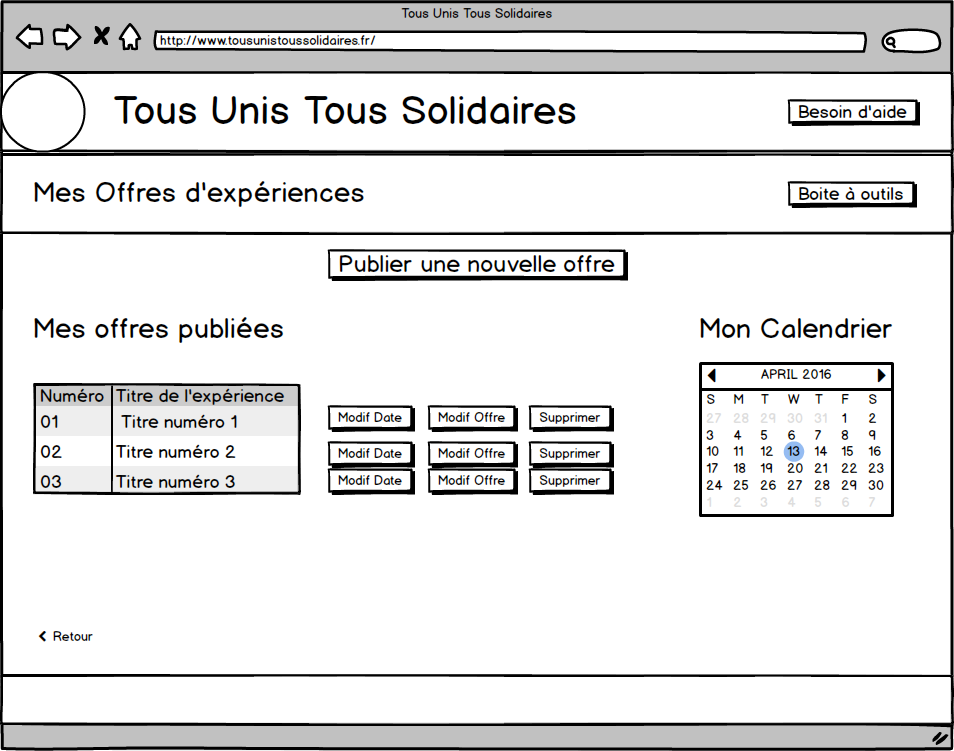 Tous Unis Tous Solidaires
http://www.tousunistoussolidaires.fr/
Tous Unis Tous Solidaires
Besoin d'aide
Mes Offres d'expériences
Boite à outils
Publier une nouvelle offre
Mes offres publiées
Mon Calendrier
Numéro Titre de l'expérience
01 Titre numéro 1 Modif Date Modif Offre Supprimer
02 Titre numéro 2 Modif Date Modif Offre Supprimer
03 Titre numéro 3 Modif Date Modif Offre Supprimer
APRIL 2016
S M T W T F S
27 28 29 30 31 1 2
3 4 5 6 7 8 9
10 11 12 13 14 15 16
17 18 19 20 21 22 23
24 25 26 27 28 29 30
1 2 3 4 5 6 7
Retour